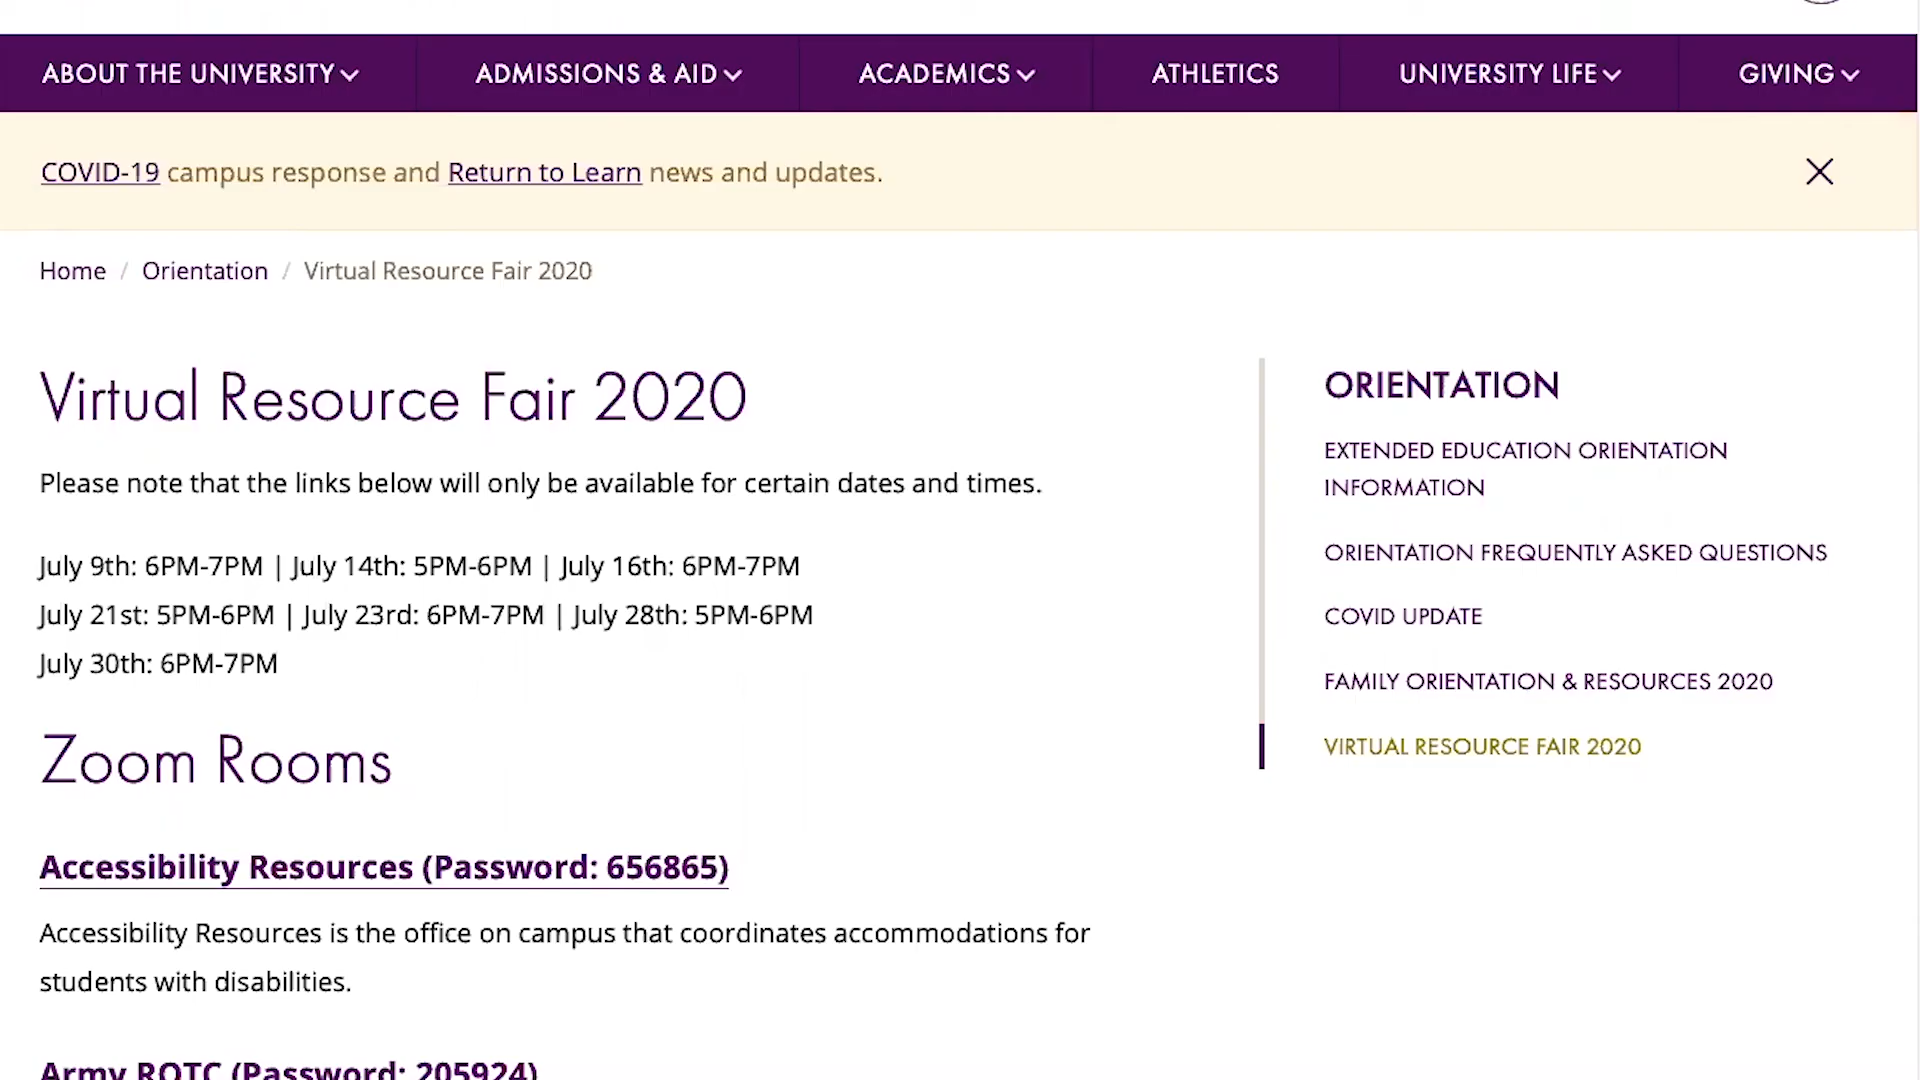 ABOUT THE UNIVERSITY
ADMISSIONS & AID
ACADEMICS
ATHLETICS
UNIVERSITY LIFE
GIVING
COVID-19 campus response and Return to Learn news and updates.
Home / Orientation / Virtual Resource Fair 2020
Virtual Resource Fair 2020
Please note that the links below will only be available for certain dates and times.
July 9th: 6PM-7PM | July 14th: 5PM-6PM | July 16th: 6PM-7PM
July 21st: 5PM-6PM | July 23rd: 6PM-7PM | July 28th: 5PM-6PM
July 30th: 6PM-7PM
Zoom Rooms
Accessibility Resources (Password: 656865)
Accessibility Resources is the office on campus that coordinates accommodations for
students with disabilities.
Army ROTC (Password: 205924)
ORIENTATION
EXTENDED EDUCATION ORIENTATION
INFORMATION
ORIENTATION FREQUENTLY ASKED QUESTIONS
COVID UPDATE
FAMILY ORIENTATION & RESOURCES 2020
VIRTUAL RESOURCE FAIR 2020